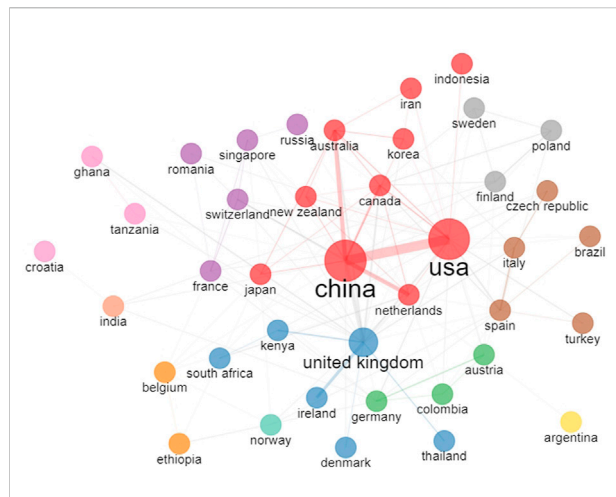 indonesia
iran
sweden
russia
australia
korea
poland
singapore
ghana
romania
canada
finland
czech republic
switzerland
new zealand
tanzania
brazil
usa
italy
croatia
china
france
japan
netherlands
india
spain
turkey
kenya
united kingdom
austria
south africa
belgium
colombia
ireland
germany
norway
argentina
ethiopia
denmark
thailand